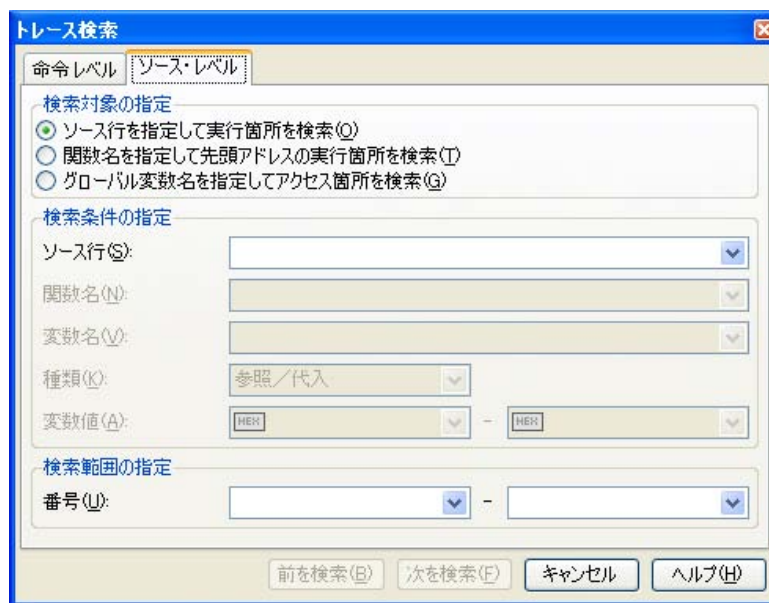 トレース検索
命令レベル ソース・レベル
検索対象の指定
ソース行を指定して実行箇所を検索(O)
関数名を指定して先頭アドレスの実行箇所を検索(T)
グローバル変数名を指定してアクセス箇所を検索(G)
検索条件の指定
ソース行(S):
関数名(N):
変数名(V):
種類(K): 参照／代入
変数値(A): HEX - HEX
検索範囲の指定
番号(U): -
前を検索(B) 次を検索(F) キャンセル ヘルプ(H)